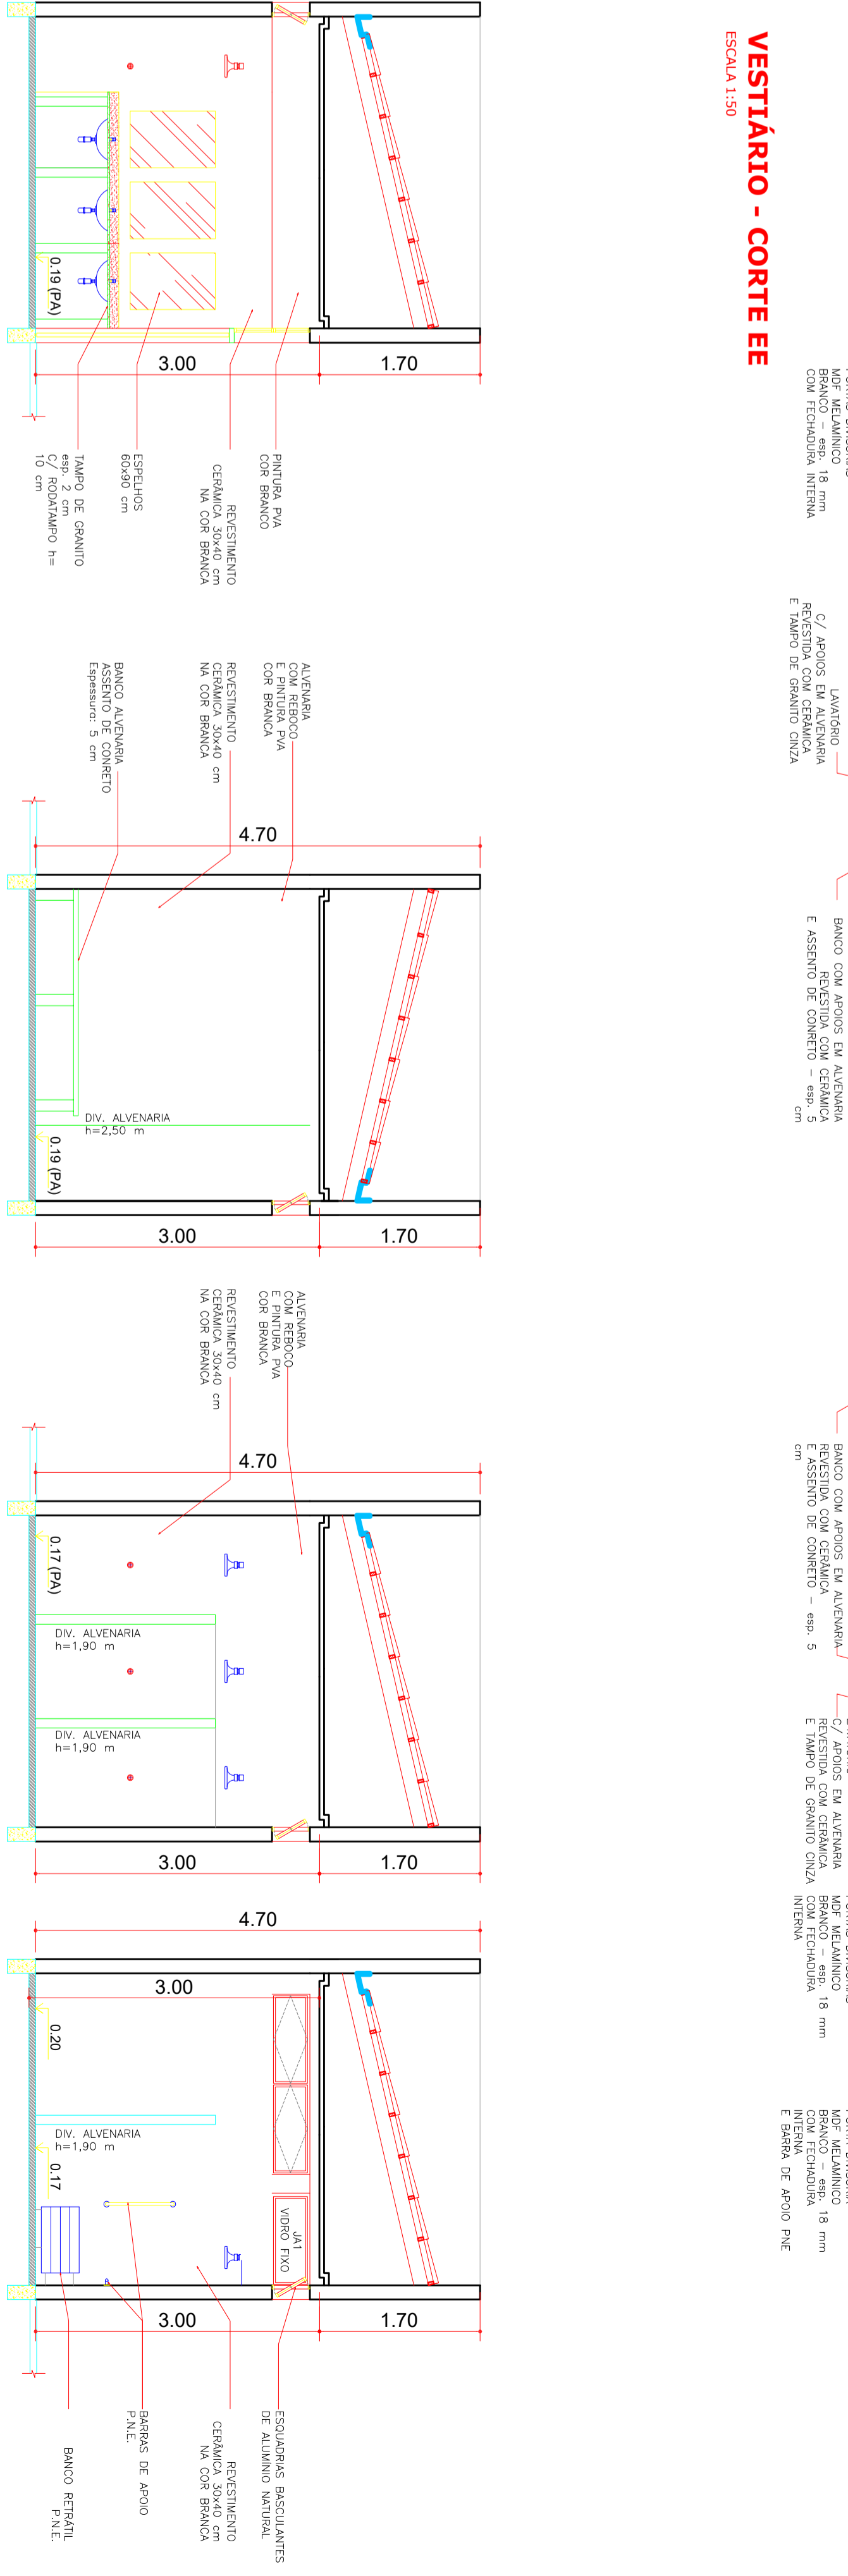 VESTIÁRIO - CORTE EE
ESCALA 1:50
MDF MELAMÍNICO
BRANCO – esp. 18 mm
COM FECHADURA INTERNA
LAVATÓRIO
C/ APOIOS EM ALVENARIA
REVESTIDA COM CERÂMICA
E TAMPO DE GRANITO CINZA
BANCO COM APOIOS EM ALVENARIA
REVESTIDA COM CERÂMICA
E ASSENTO DE CONRETO – esp. 5
cm
BANCO COM APOIOS EM ALVENARIA
REVESTIDA COM CERÂMICA
E ASSENTO DE CONRETO – esp. 5
cm
C/ APOIOS EM ALVENARIA
REVESTIDA COM CERÂMICA
E TAMPO DE GRANITO CINZA
MDF MELAMÍNICO
BRANCO – esp. 18 mm
COM FECHADURA
INTERNA
MDF MELAMÍNICO
BRANCO – esp. 18 mm
COM FECHADURA
INTERNA
E BARRA DE APOIO PNE
0.19 (PA)
3.00
1.70
PINTURA PVA
COR BRANCO
REVESTIMENTO
CERÂMICA 30x40 cm
NA COR BRANCA
ESPELHOS
60x90 cm
TAMPO DE GRANITO
esp. 2 cm
C/ RODATAMPO h=
10 cm
ALVENARIA
COM REBOCO
E PINTURA PVA
COR BRANCA
REVESTIMENTO
CERÂMICA 30x40 cm
NA COR BRANCA
BANCO ALVENARIA
ASSENTO DE CONRETO
Espessura: 5 cm
4.70
DIV. ALVENARIA
h=2,50 m
0.19 (PA)
3.00
1.70
ALVENARIA
COM REBOCO
E PINTURA PVA
COR BRANCA
REVESTIMENTO
CERÂMICA 30x40 cm
NA COR BRANCA
4.70
0.17 (PA)
DIV. ALVENARIA
h=1,90 m
DIV. ALVENARIA
h=1,90 m
3.00
1.70
4.70
3.00
0.20
DIV. ALVENARIA
h=1,90 m
0.17
JA1
VIDRO FIXO
3.00
1.70
ESQUADRIAS BASCULANTES
DE ALUMÍNIO NATURAL
REVESTIMENTO
CERÂMICA 30x40 cm
NA COR BRANCA
BARRAS DE APOIO
P.N.E.
BANCO RETRÁTIL
P.N.E.